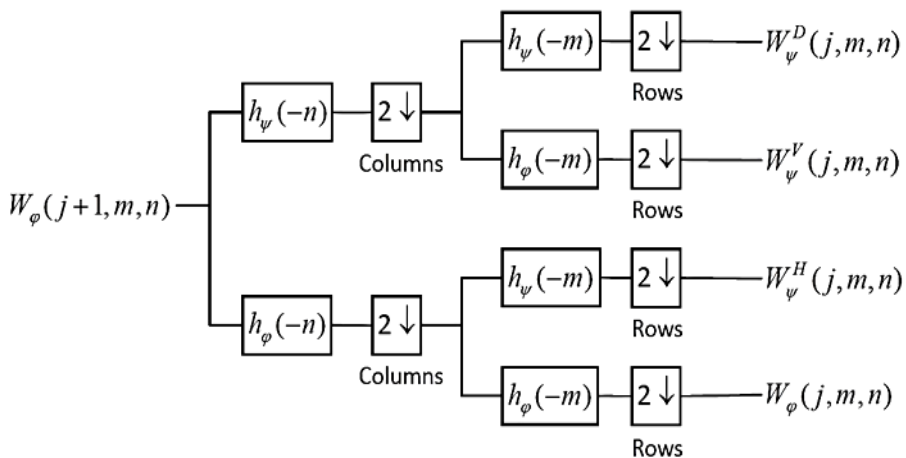 h_ψ(−m)
2 ↓
W_ψ^D(j,m,n)
Rows
h_ψ(−n)
2 ↓
Columns
h_φ(−m)
2 ↓
W_ψ^V(j,m,n)
Rows
W_φ(j+1,m,n)
h_ψ(−m)
2 ↓
W_ψ^H(j,m,n)
Rows
h_φ(−n)
2 ↓
Columns
h_φ(−m)
2 ↓
W_φ(j,m,n)
Rows